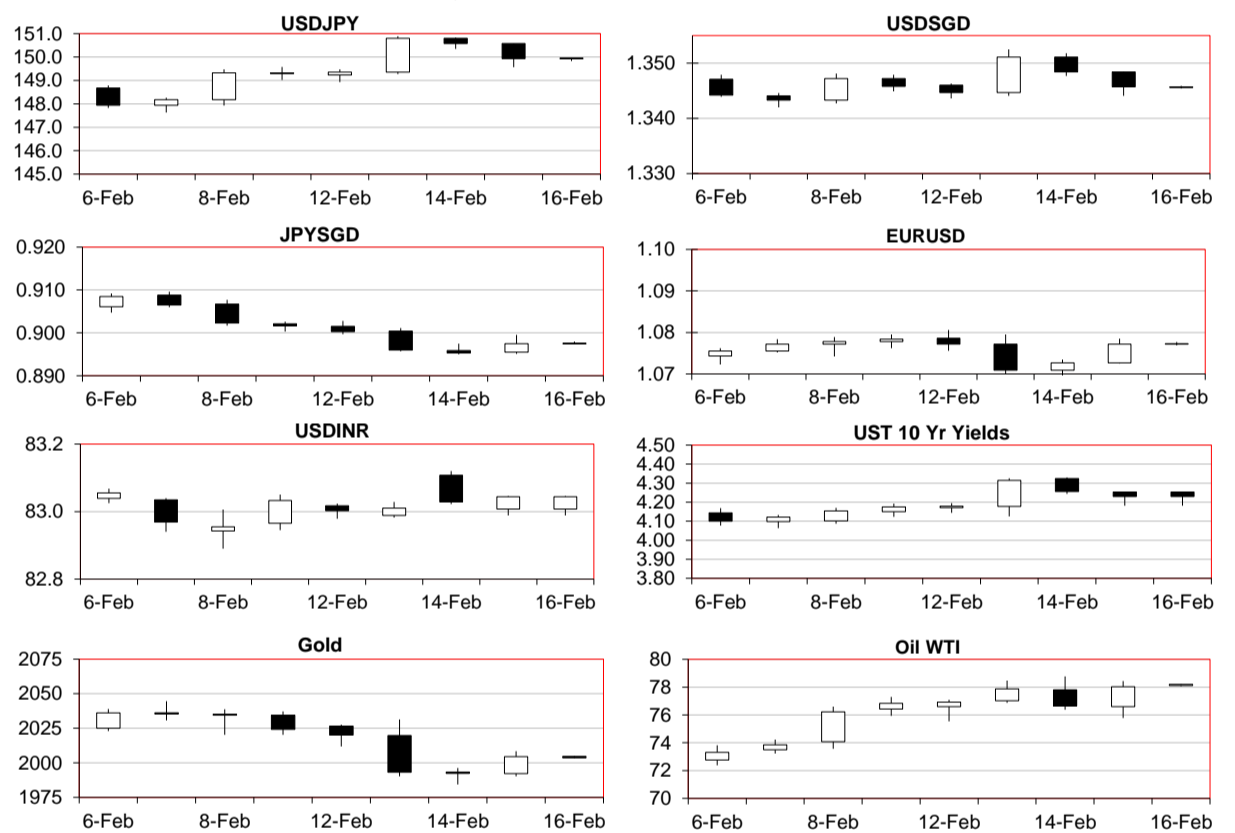 USDJPY
151.0
150.0
149.0
148.0
147.0
146.0
145.0
6-Feb 8-Feb 12-Feb 14-Feb 16-Feb
USDSGD
1.350
1.340
1.330
6-Feb 8-Feb 12-Feb 14-Feb 16-Feb
JPYSGD
0.920
0.910
0.900
0.890
6-Feb 8-Feb 12-Feb 14-Feb 16-Feb
EURUSD
1.10
1.09
1.08
1.07
6-Feb 8-Feb 12-Feb 14-Feb 16-Feb
USDINR
83.2
83.0
82.8
6-Feb 8-Feb 12-Feb 14-Feb 16-Feb
UST 10 Yr Yields
4.50
4.40
4.30
4.20
4.10
4.00
3.90
3.80
6-Feb 8-Feb 12-Feb 14-Feb 16-Feb
Gold
2075
2050
2025
2000
1975
6-Feb 8-Feb 12-Feb 14-Feb 16-Feb
Oil WTI
80
78
76
74
72
70
6-Feb 8-Feb 12-Feb 14-Feb 16-Feb